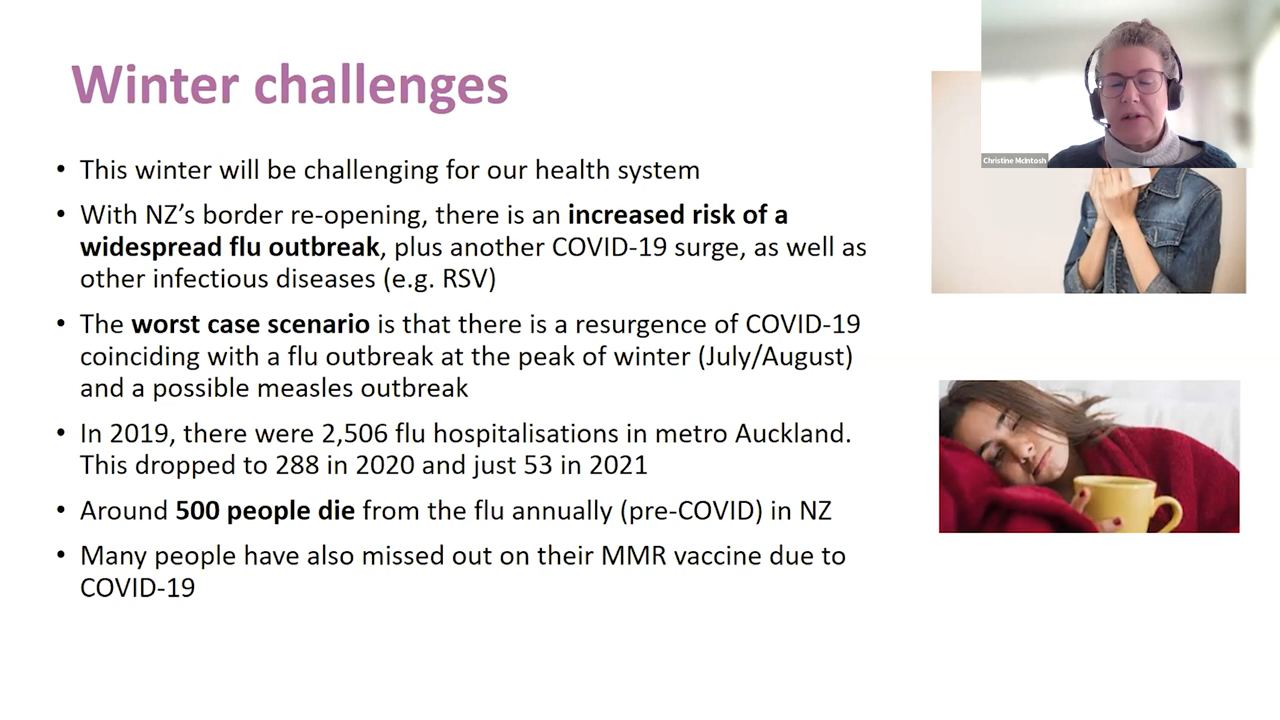 Winter challenges
Christine McIntosh
• This winter will be challenging for our health system
• With NZ’s border re-opening, there is an increased risk of a
widespread flu outbreak, plus another COVID-19 surge, as well as
other infectious diseases (e.g. RSV)
• The worst case scenario is that there is a resurgence of COVID-19
coinciding with a flu outbreak at the peak of winter (July/August)
and a possible measles outbreak
• In 2019, there were 2,506 flu hospitalisations in metro Auckland.
This dropped to 288 in 2020 and just 53 in 2021
• Around 500 people die from the flu annually (pre-COVID) in NZ
• Many people have also missed out on their MMR vaccine due to
COVID-19